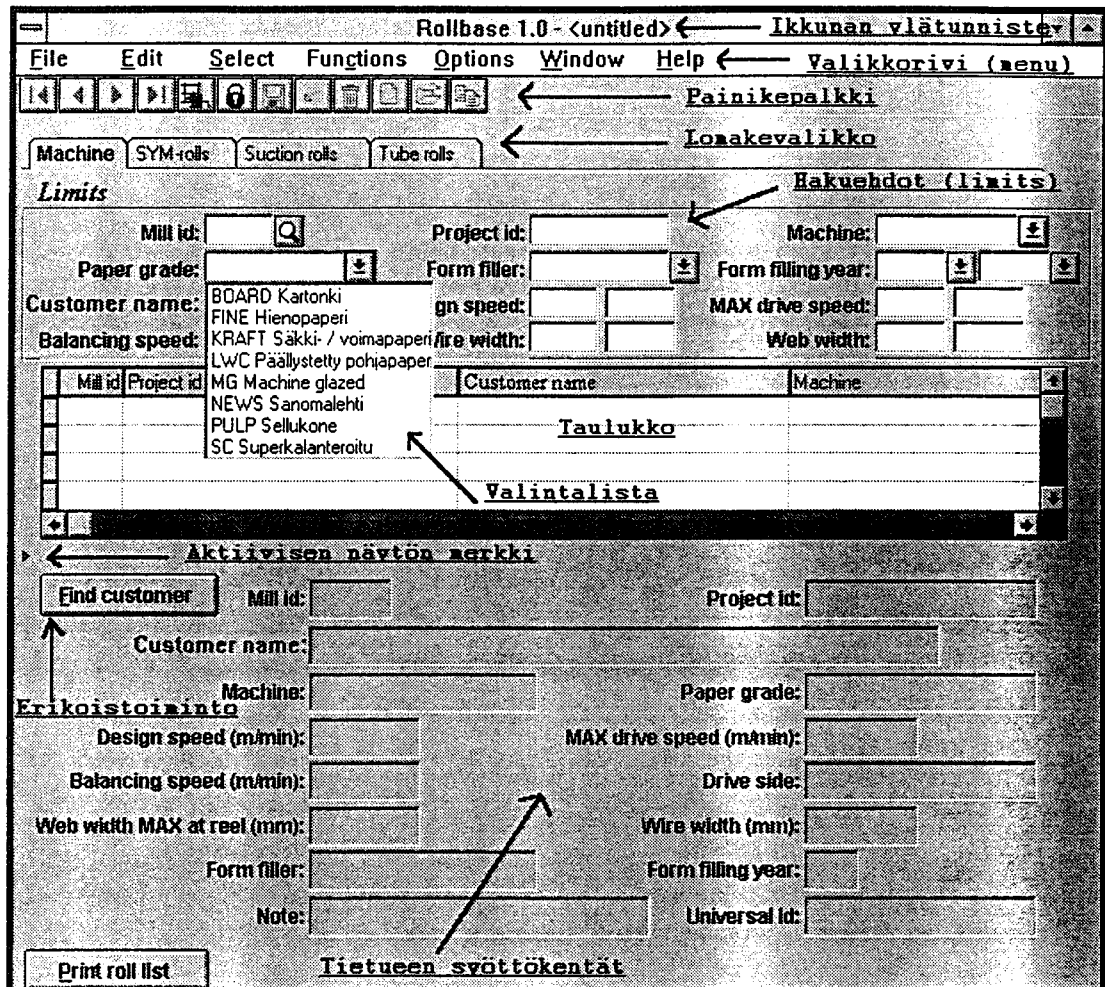 Rollbase 1.0 - <untitled> Ikkunan ylätunniste
File Edit Select Functions Options Window Help Valikkorivi (menu)
Painikepalkki
Lomakevalikko
Machine SYM-rolls Suction rolls Tube rolls
Hakuehdot (limits)
Limits
Mill id: Project id: Machine:
Paper grade: Form filler: Form filling year:
Customer name: gn speed: MAX drive speed:
Balancing speed: Wire width: Web width:
BOARD Kartonki
FINE Hienopaperi
KRAFT Säkki- / voimapaperi
LWC Päällystetty pohjapaper
MG Machine glazed
NEWS Sanomalehti
PULP Sellukone
SC Superkalanteroitu
Mill id Project id Customer name Machine
Taulukko
Valintalista
Aktiivisen näytön merkki
Find customer Mill id: Project id:
Customer name:
Machine: Paper grade:
Erikoistoiminto
Design speed (m/min): MAX drive speed (m/min):
Balancing speed (m/min): Drive side:
Web width MAX at reel (mm): Wire width (mm):
Form filler: Form filling year:
Note: Universal id:
Print roll list Tietueen syöttökentät